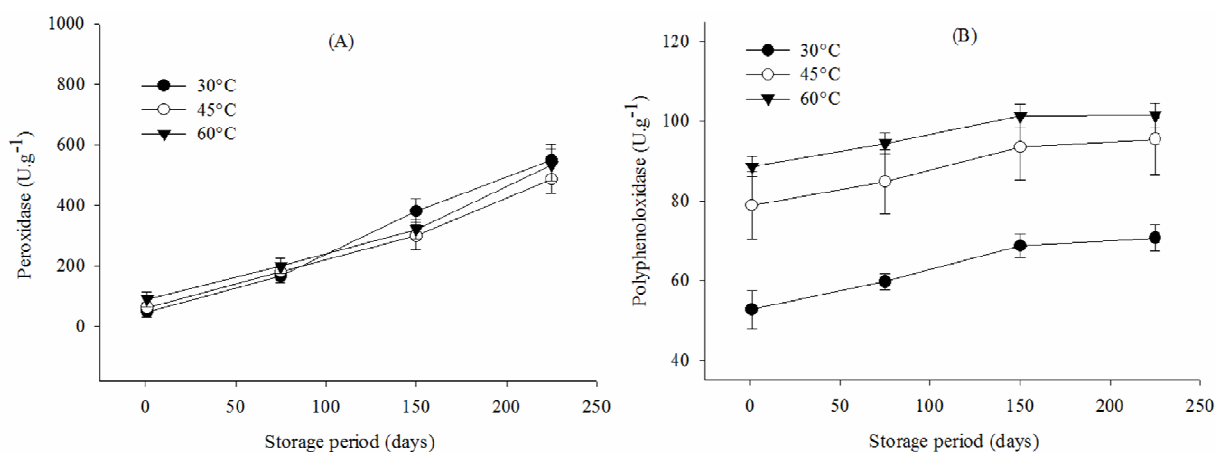 (A)
1000
800
600
400
200
0
Peroxidase (U.g⁻¹)
30°C
45°C
60°C
0 50 100 150 200 250
Storage period (days)
(B)
120
100
80
60
40
Polyphenoloxidase (U.g⁻¹)
30°C
45°C
60°C
0 50 100 150 200 250
Storage period (days)